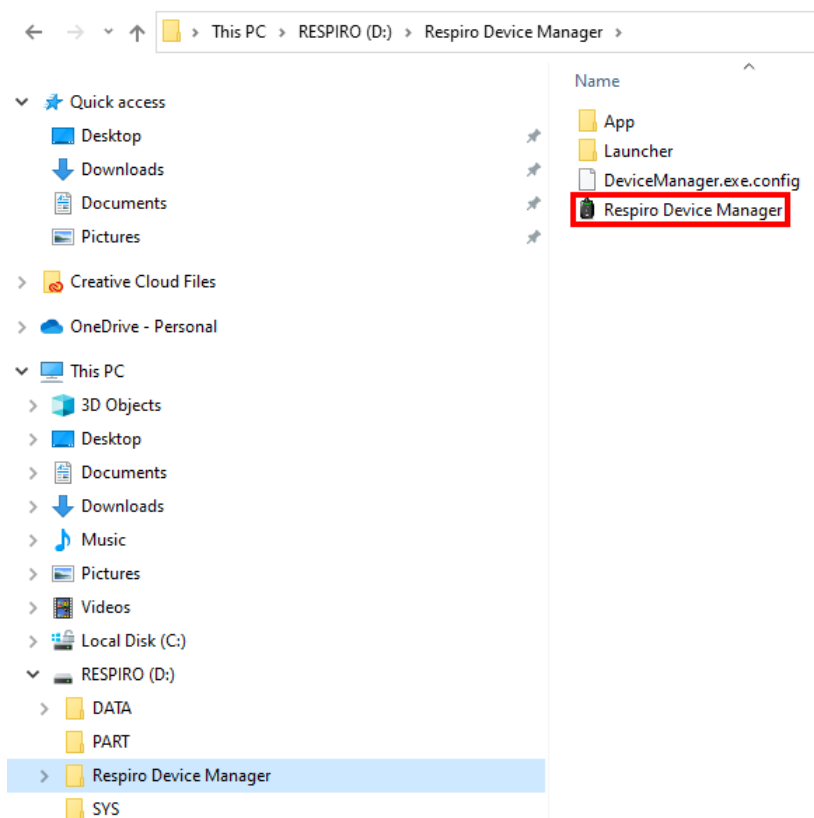 This PC > RESPIRO (D:) > Respiro Device Manager >
Name
Quick access
Desktop
Downloads
Documents
Pictures
Creative Cloud Files
OneDrive - Personal
This PC
3D Objects
Desktop
Documents
Downloads
Music
Pictures
Videos
Local Disk (C:)
RESPIRO (D:)
DATA
PART
Respiro Device Manager
SYS
App
Launcher
DeviceManager.exe.config
Respiro Device Manager